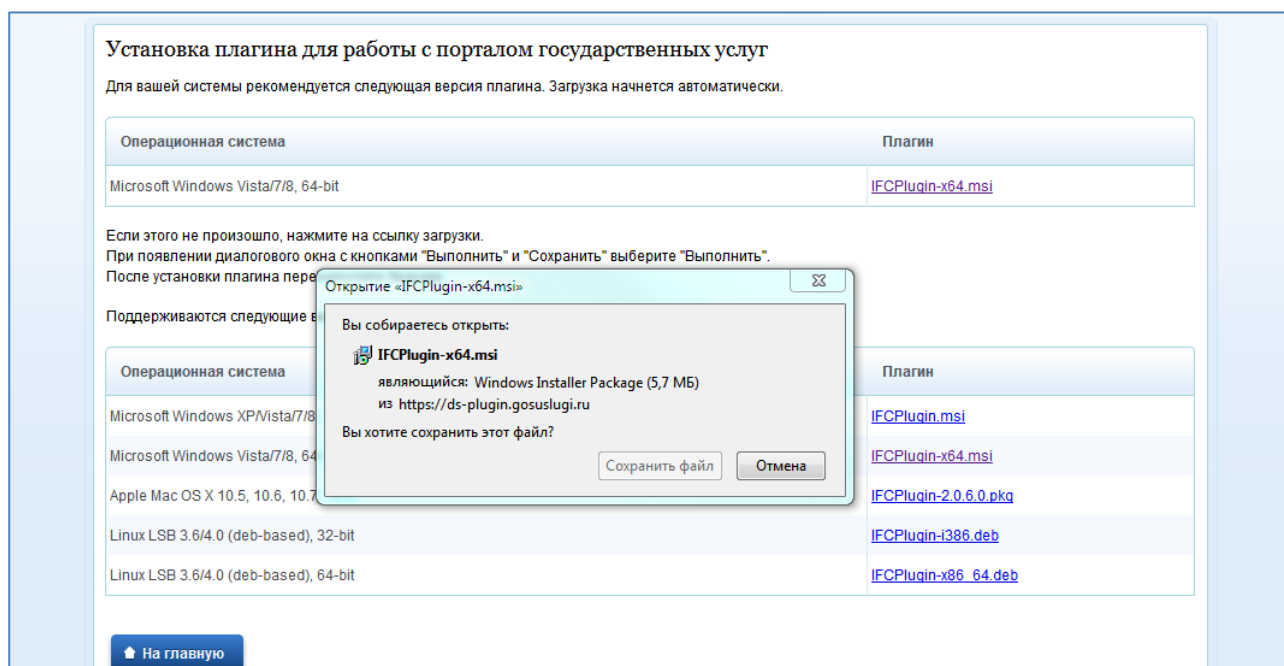 Установка плагина для работы с порталом государственных услуг
Для вашей системы рекомендуется следующая версия плагина. Загрузка начнется автоматически.
Операционная система Плагин
Microsoft Windows Vista/7/8, 64-bit IFCPlugin-x64.msi
Если этого не произошло, нажмите на ссылку загрузки.
При появлении диалогового окна с кнопками "Выполнить" и "Сохранить" выберите "Выполнить".
После установки плагина
Поддерживаются следующие
Открытие «IFCPlugin-x64.msi»
Вы собираетесь открыть:
IFCPlugin-x64.msi
являющийся: Windows Installer Package (5,7 МБ)
из https://ds-plugin.gosuslugi.ru
Вы хотите сохранить этот файл?
Сохранить файл Отмена
Операционная система Плагин
Microsoft Windows XP/Vista/7/8 IFCPlugin.msi
Microsoft Windows Vista/7/8, 64 IFCPlugin-x64.msi
Apple Mac OS X 10.5, 10.6, 10.7 IFCPlugin-2.0.6.0.pkg
Linux LSB 3.6/4.0 (deb-based), 32-bit IFCPlugin-i386.deb
Linux LSB 3.6/4.0 (deb-based), 64-bit IFCPlugin-x86_64.deb
На главную